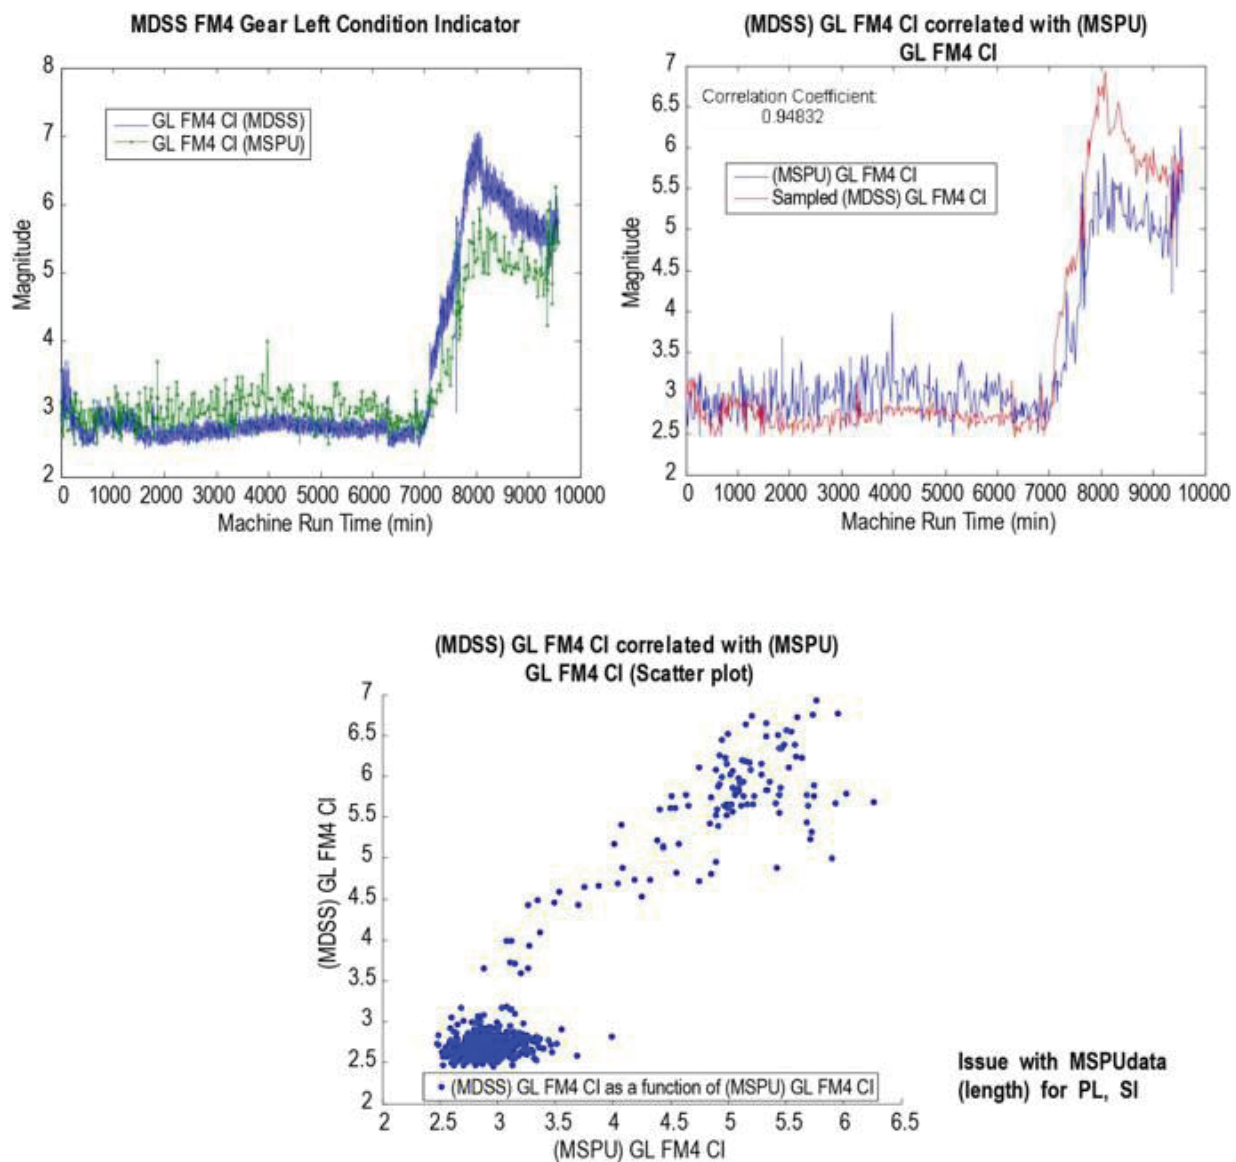 MDSS FM4 Gear Left Condition Indicator
8
7
6
5
4
3
2
Magnitude
GL FM4 CI (MDSS)
GL FM4 CI (MSPU)
0 1000 2000 3000 4000 5000 6000 7000 8000 9000 10000
Machine Run Time (min)
(MDSS) GL FM4 CI correlated with (MSPU)
GL FM4 CI
7
6.5
6
5.5
5
4.5
4
3.5
3
2.5
2
Magnitude
Correlation Coefficient:
0.94832
(MSPU) GL FM4 CI
Sampled (MDSS) GL FM4 CI
0 1000 2000 3000 4000 5000 6000 7000 8000 9000 10000
Machine Run Time (min)
(MDSS) GL FM4 CI correlated with (MSPU)
GL FM4 CI (Scatter plot)
7
6.5
6
5.5
5
4.5
4
3.5
3
2.5
2
(MDSS) GL FM4 CI
(MDSS) GL FM4 CI as a function of (MSPU) GL FM4 CI
2 2.5 3 3.5 4 4.5 5 5.5 6 6.5
(MSPU) GL FM4 CI
Issue with MSPUdata
(length) for PL, SI